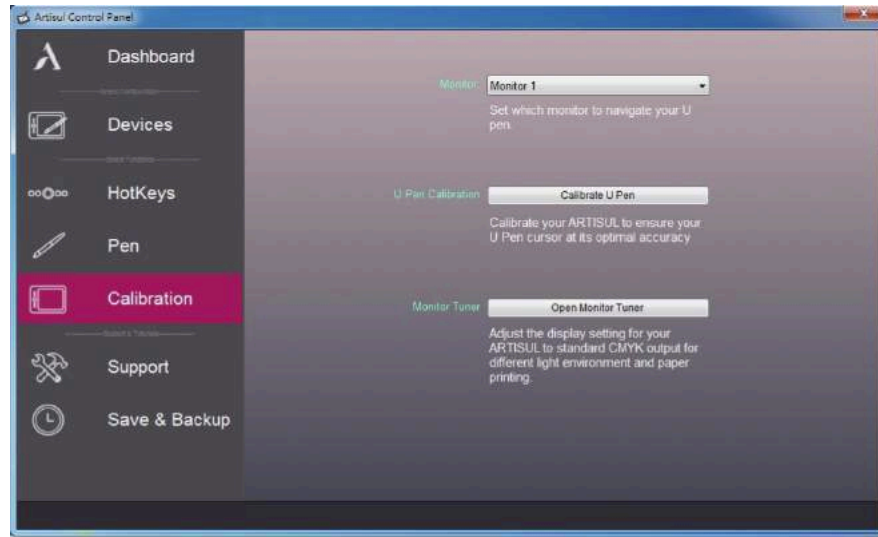 Artisul Control Panel
Dashboard
Devices
HotKeys
Pen
Calibration
Support
Save & Backup
Monitor
Monitor 1
Set which monitor to navigate your U
pen.
U Pen Calibration
Calibrate U Pen
Calibrate your ARTISUL to ensure your
U Pen cursor at its optimal accuracy
Monitor Tuner
Open Monitor Tuner
Adjust the display setting for your
ARTISUL to standard CMYK output for
different light environment and paper
printing.